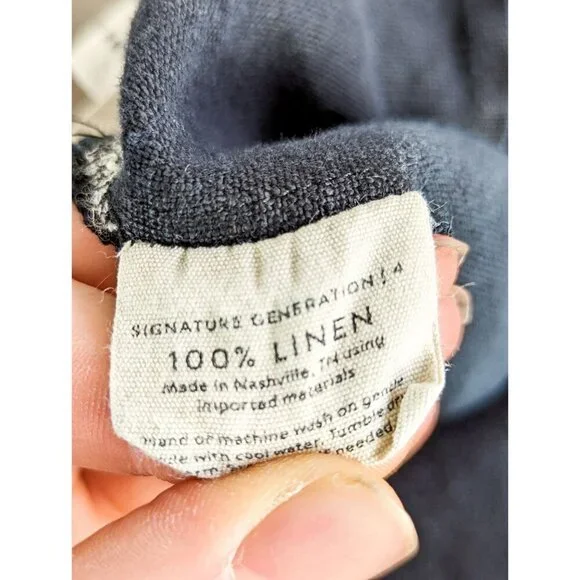 SIGNATURE GENERATION | 4
100% LINEN
Made in Nashville, TN using
imported materials
Hand or machine wash on gentle
with cool water. Tumble dry
needed